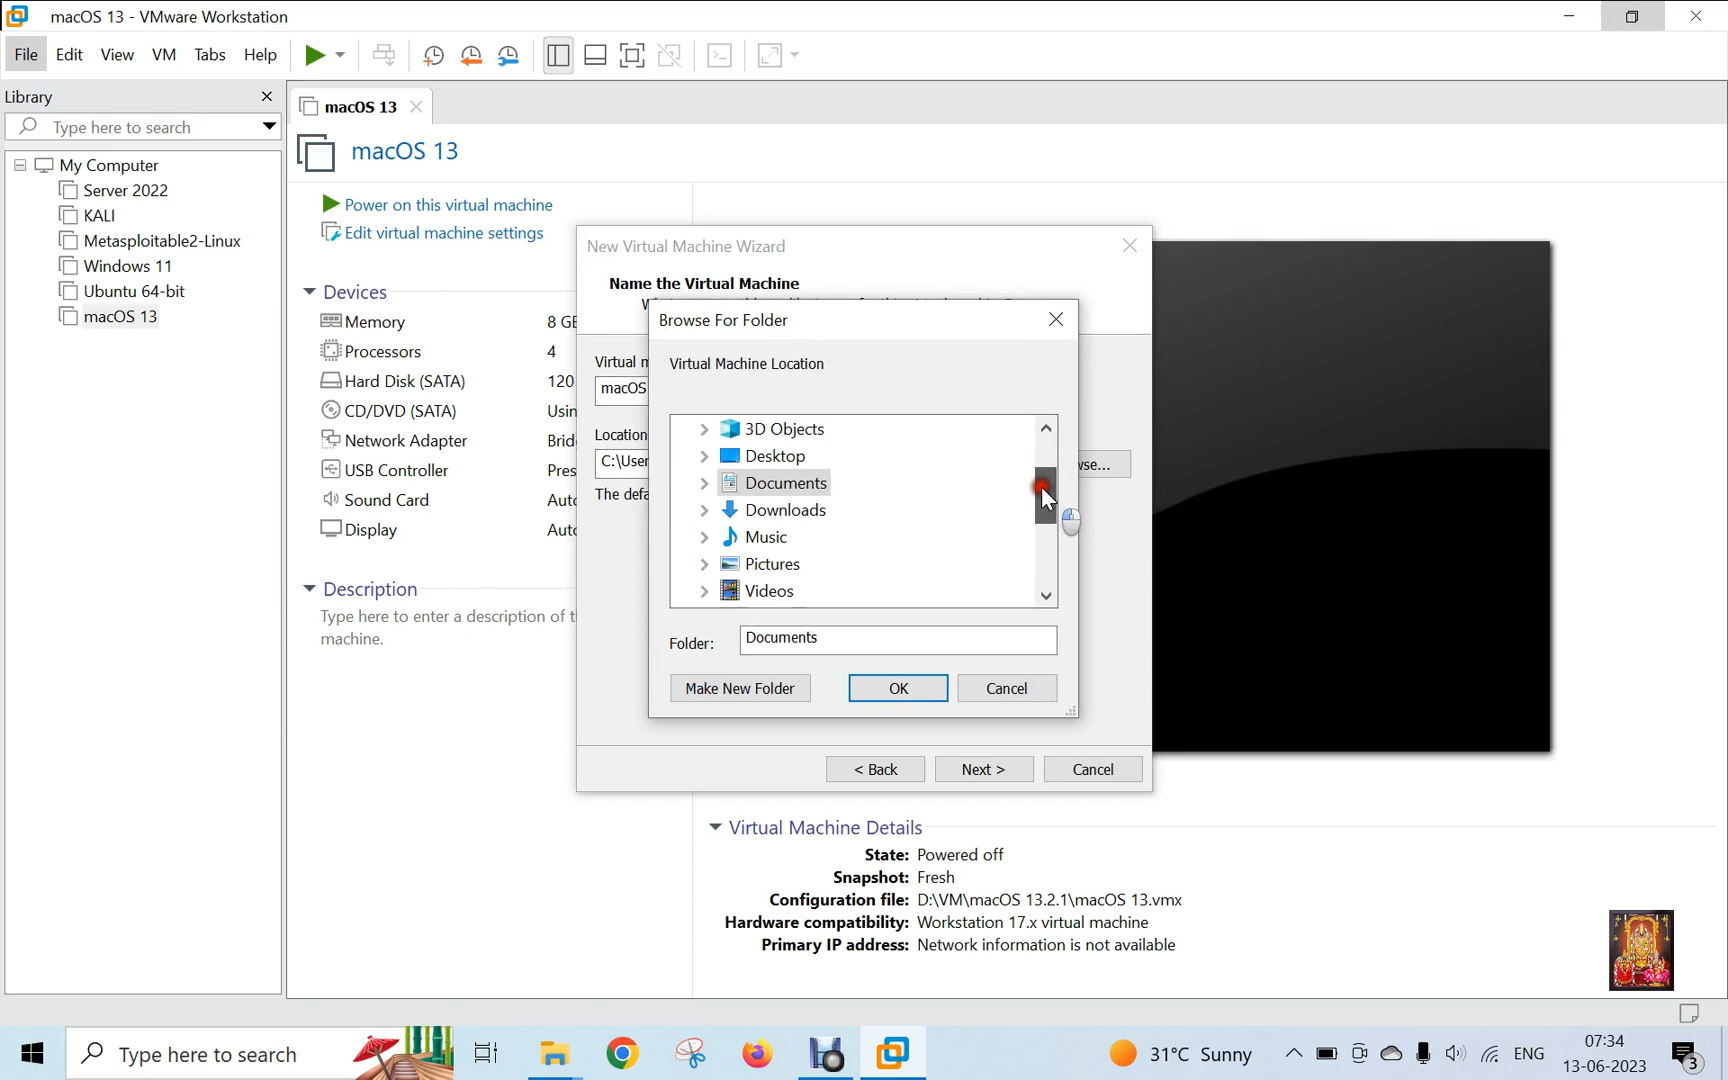 macOS 13 - VMware Workstation
File Edit View VM Tabs Help
Library
Type here to search
My Computer
Server 2022
KALI
Metasploitable2-Linux
Windows 11
Ubuntu 64-bit
macOS 13
macOS 13
macOS 13
Power on this virtual machine
Edit virtual machine settings
Devices
Memory 8 GB
Processors 4
Hard Disk (SATA) 120
CD/DVD (SATA) Usin
Network Adapter Brid
USB Controller Pres
Sound Card Auto
Display Auto
Description
Type here to enter a description of t
machine.
New Virtual Machine Wizard
Name the Virtual Machine
Virtual m
macOS
Location
C:\User
The defa
wse...
< Back Next > Cancel
Browse For Folder
Virtual Machine Location
3D Objects
Desktop
Documents
Downloads
Music
Pictures
Videos
Folder: Documents
Make New Folder OK Cancel
Virtual Machine Details
State: Powered off
Snapshot: Fresh
Configuration file: D:\VM\macOS 13.2.1\macOS 13.vmx
Hardware compatibility: Workstation 17.x virtual machine
Primary IP address: Network information is not available
Type here to search
31°C Sunny
ENG
07:34
13-06-2023
3